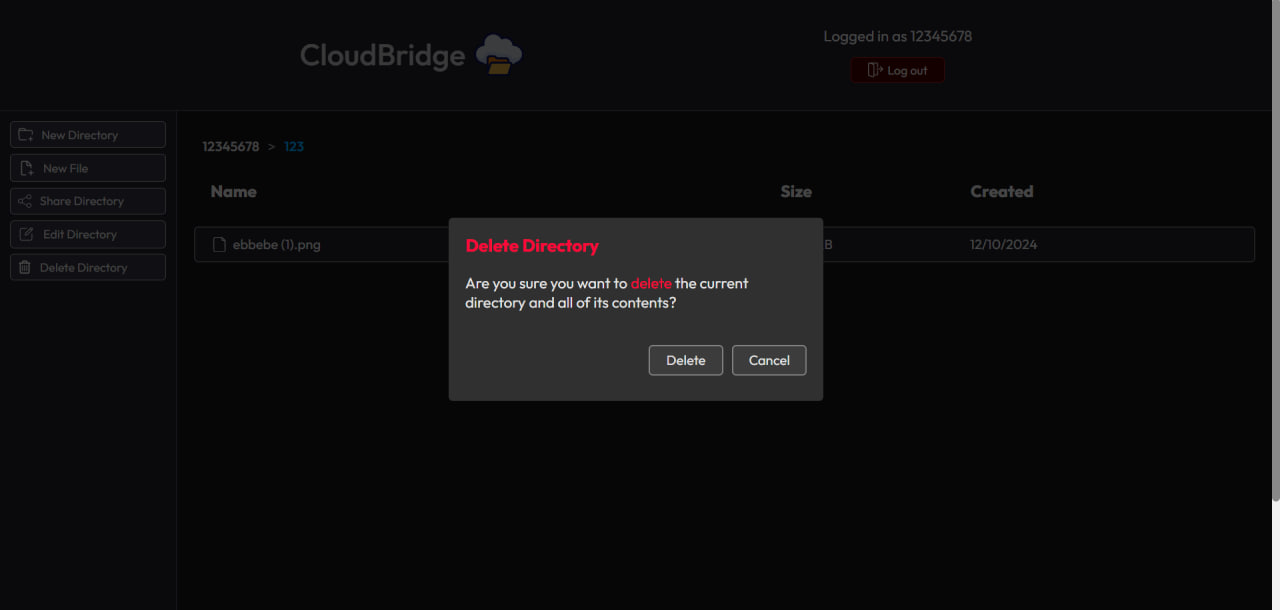 CloudBridge
Logged in as 12345678
Log out
New Directory
New File
Share Directory
Edit Directory
Delete Directory
12345678 > 123
Name Size Created
ebbebe (1).png B 12/10/2024
Delete Directory
Are you sure you want to delete the current
directory and all of its contents?
Delete Cancel